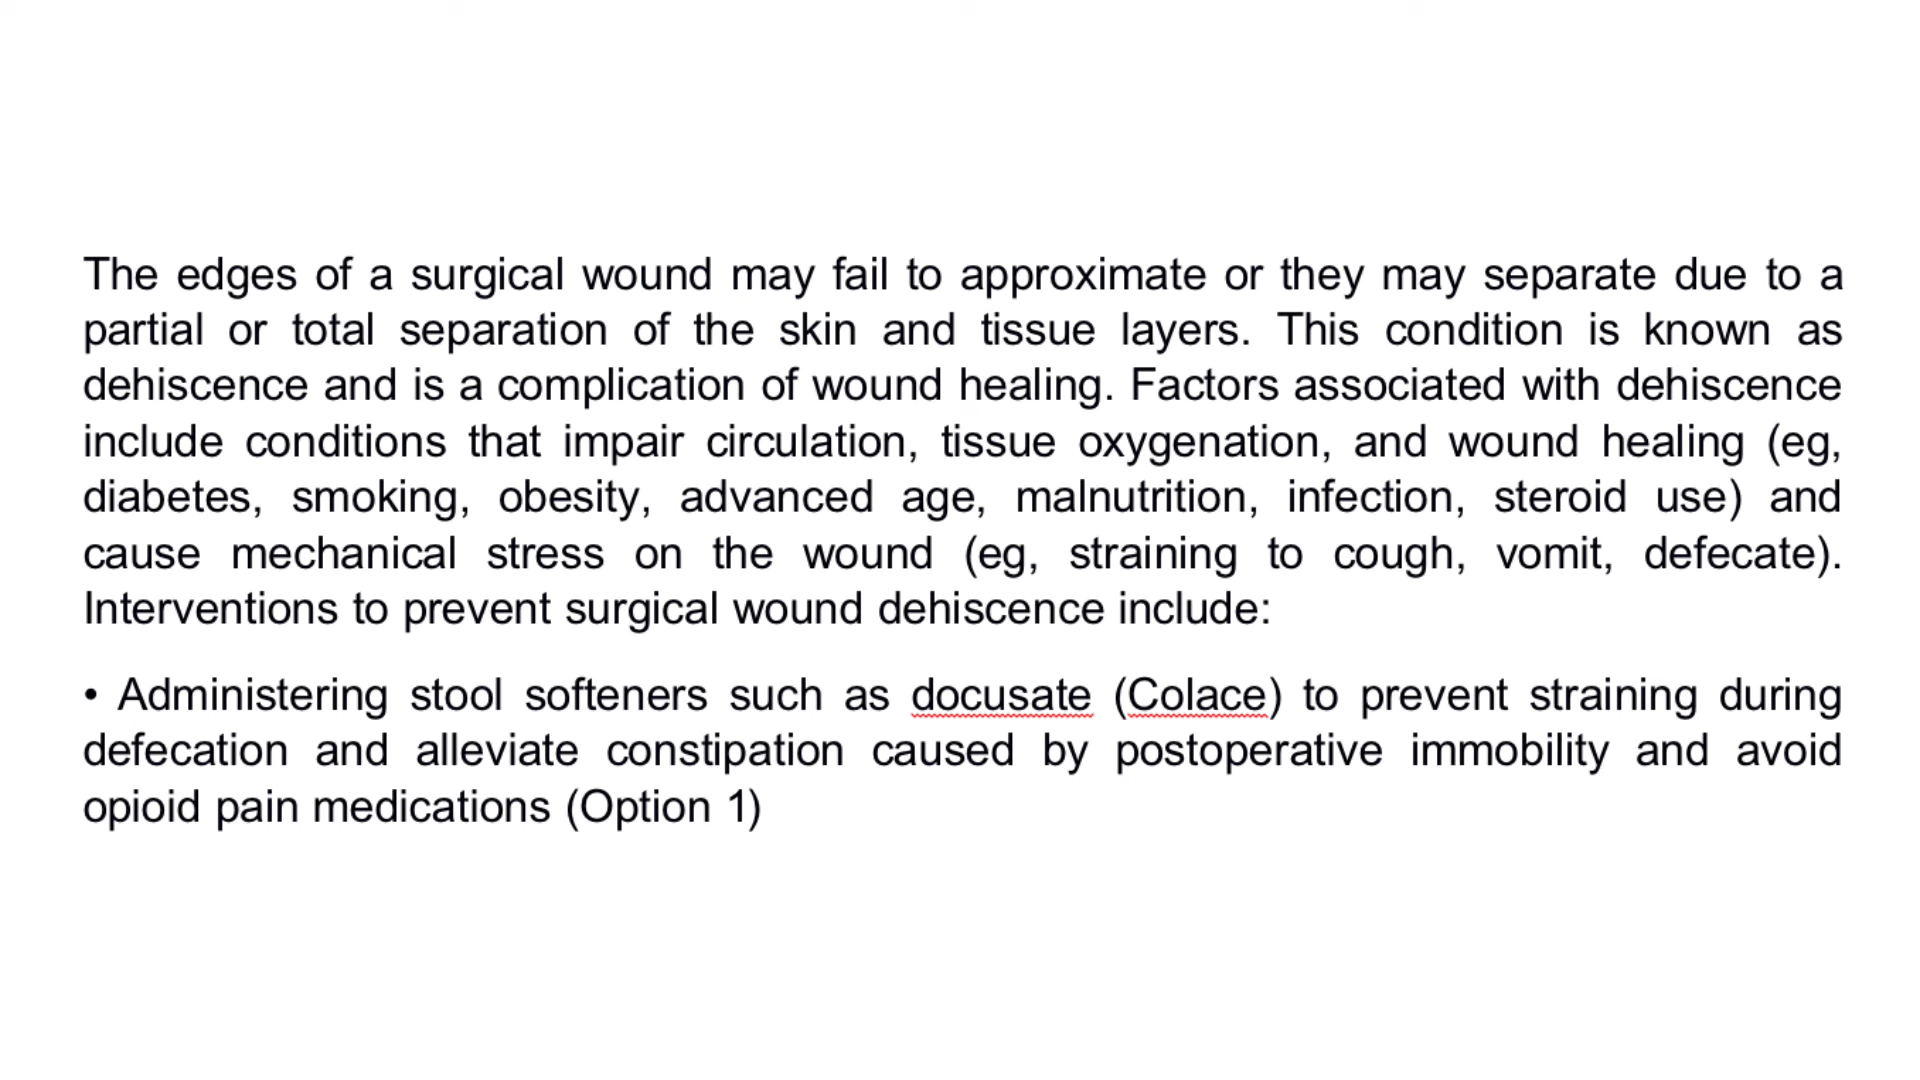 The edges of a surgical wound may fail to approximate or they may separate due to a
partial or total separation of the skin and tissue layers. This condition is known as
dehiscence and is a complication of wound healing. Factors associated with dehiscence
include conditions that impair circulation, tissue oxygenation, and wound healing (eg,
diabetes, smoking, obesity, advanced age, malnutrition, infection, steroid use) and
cause mechanical stress on the wound (eg, straining to cough, vomit, defecate).
Interventions to prevent surgical wound dehiscence include:
• Administering stool softeners such as docusate (Colace) to prevent straining during
defecation and alleviate constipation caused by postoperative immobility and avoid
opioid pain medications (Option 1)